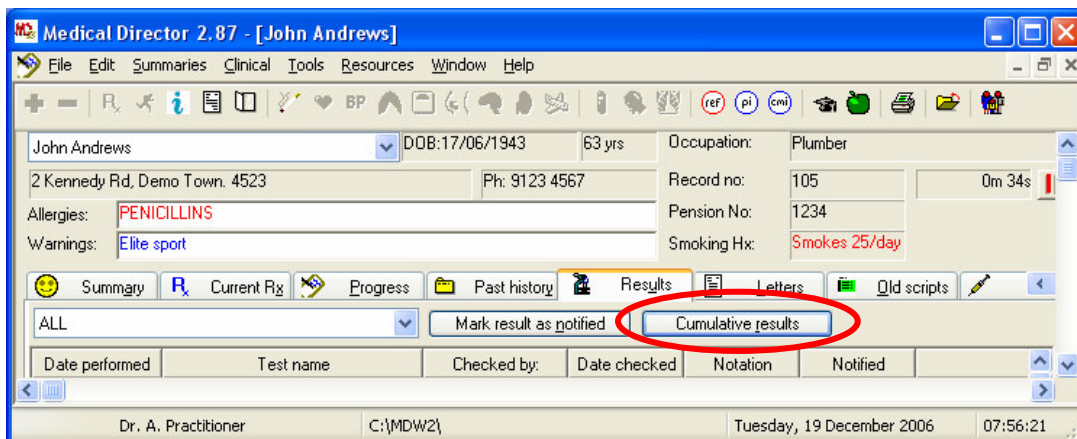 Medical Director 2.87 - [John Andrews]
File Edit Summaries Clinical Tools Resources Window Help
Rx i BP ref pi cmi
John Andrews DOB:17/06/1943 63 yrs Occupation: Plumber
2 Kennedy Rd, Demo Town. 4523 Ph: 9123 4567 Record no: 105 0m 34s
Allergies: PENICILLINS Pension No: 1234
Warnings: Elite sport Smoking Hx: Smokes 25/day
Summary Rx Current Rx Progress Past history Results Letters Old scripts
ALL Mark result as notified Cumulative results
Date performed Test name Checked by: Date checked Notation Notified
Dr. A. Practitioner C:\MDW2\ Tuesday, 19 December 2006 07:56:21